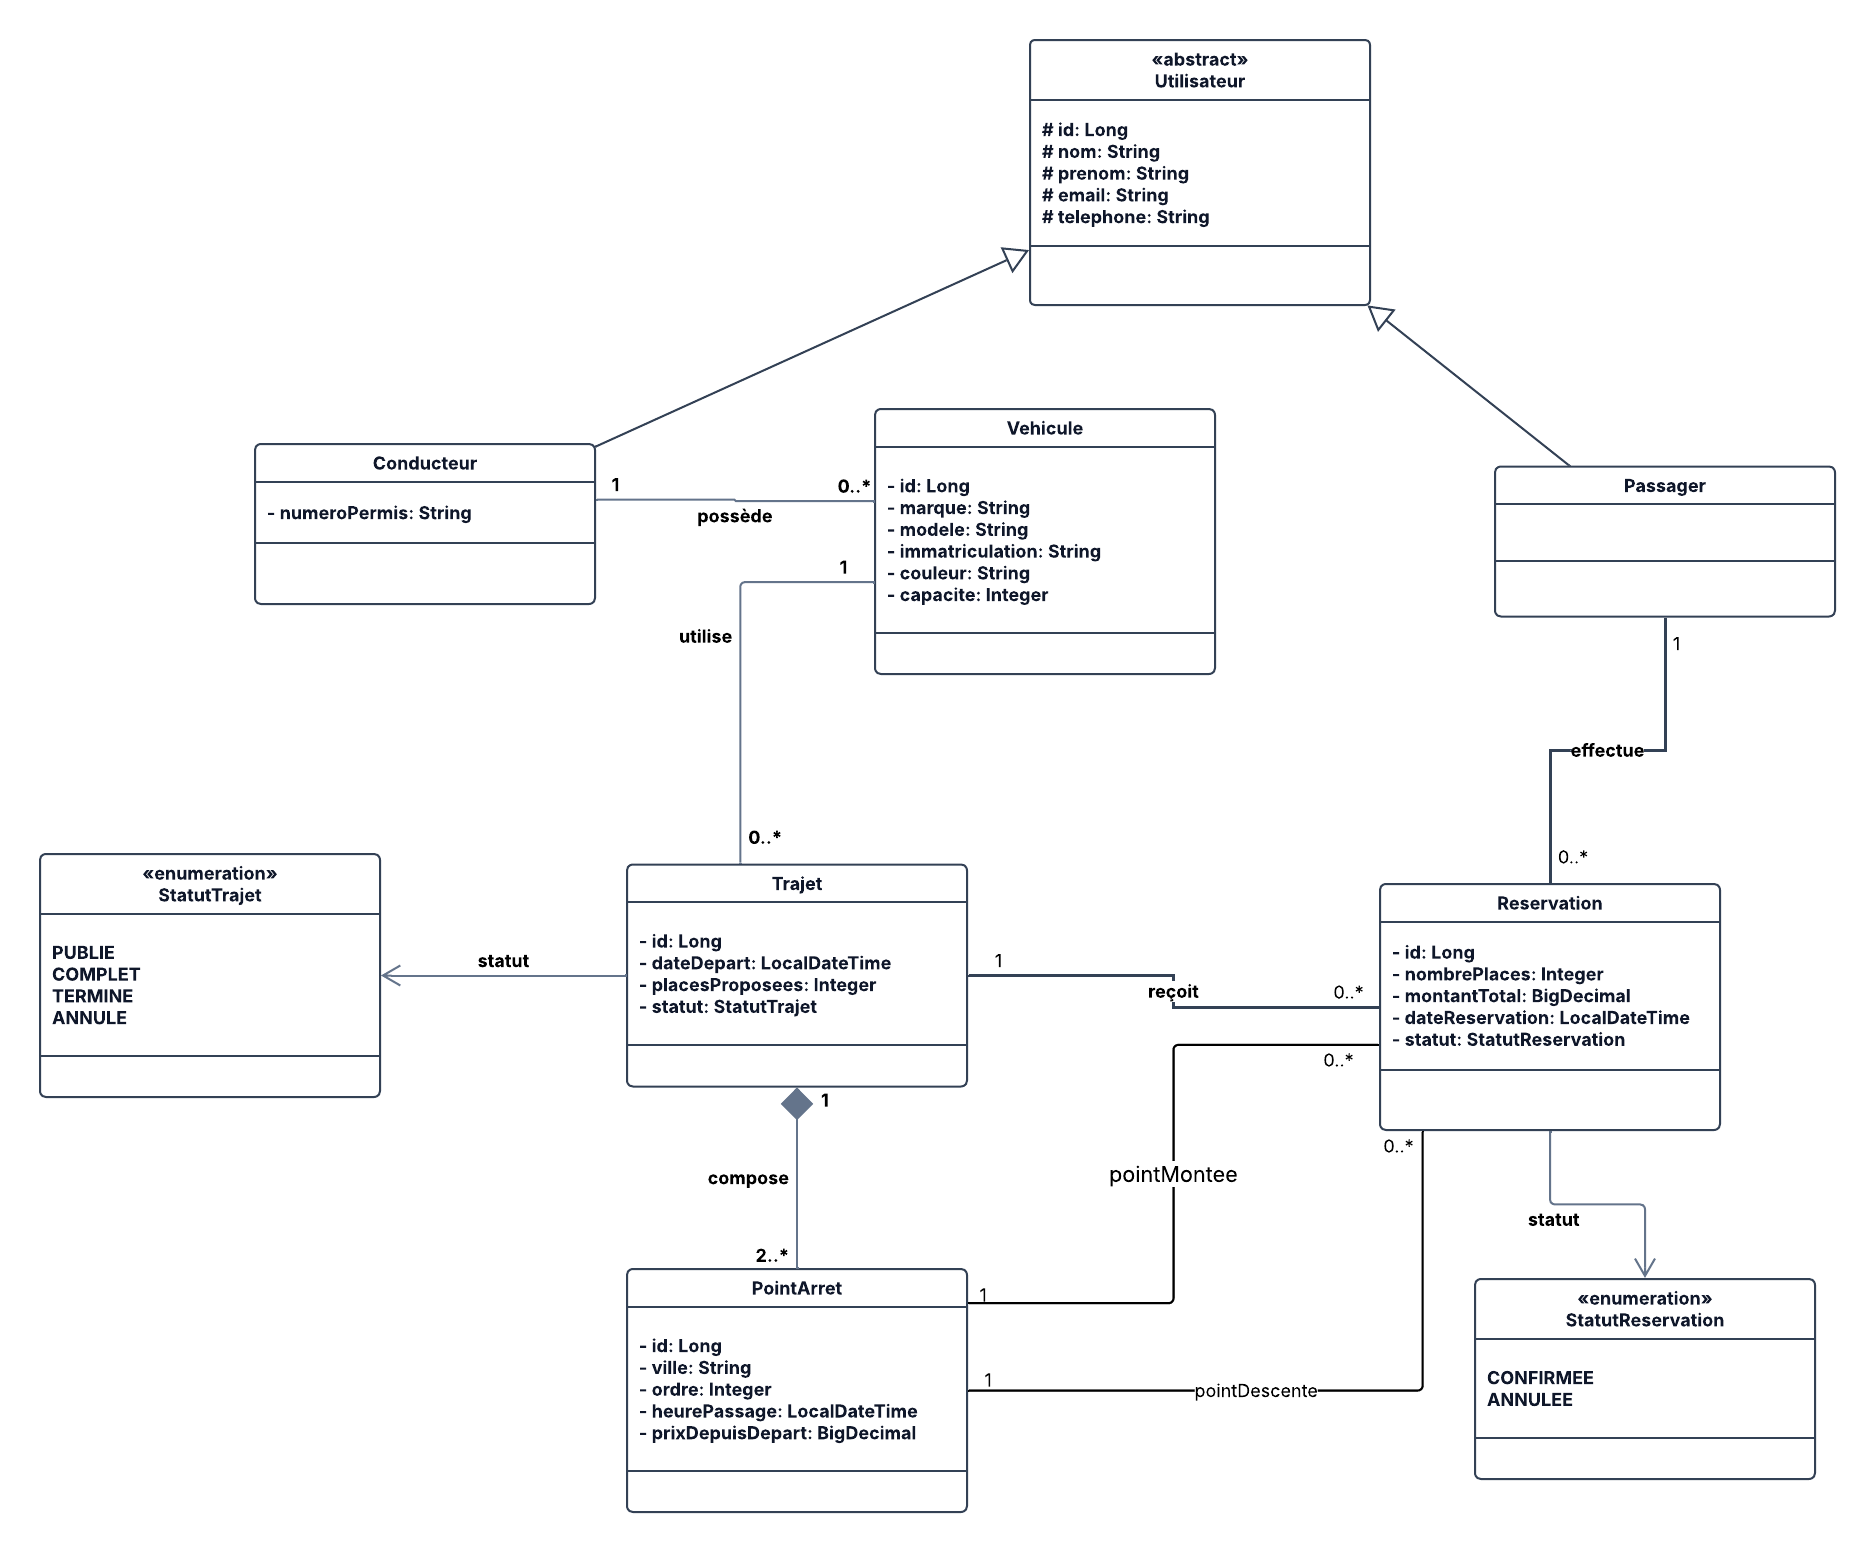 «abstract»
Utilisateur
# id: Long
# nom: String
# prenom: String
# email: String
# telephone: String
Conducteur
- numeroPermis: String
1
0..*
possède
Vehicule
- id: Long
- marque: String
- modele: String
- immatriculation: String
- couleur: String
- capacite: Integer
Passager
1
utilise
0..*
1
effectue
0..*
«enumeration»
StatutTrajet
PUBLIE
COMPLET
TERMINE
ANNULE
statut
Trajet
- id: Long
- dateDepart: LocalDateTime
- placesProposees: Integer
- statut: StatutTrajet
1
reçoit
0..*
Reservation
- id: Long
- nombrePlaces: Integer
- montantTotal: BigDecimal
- dateReservation: LocalDateTime
- statut: StatutReservation
0..*
1
compose
2..*
pointMontee
0..*
1
statut
PointArret
- id: Long
- ville: String
- ordre: Integer
- heurePassage: LocalDateTime
- prixDepuisDepart: BigDecimal
1
pointDescente
«enumeration»
StatutReservation
CONFIRMEE
ANNULEE